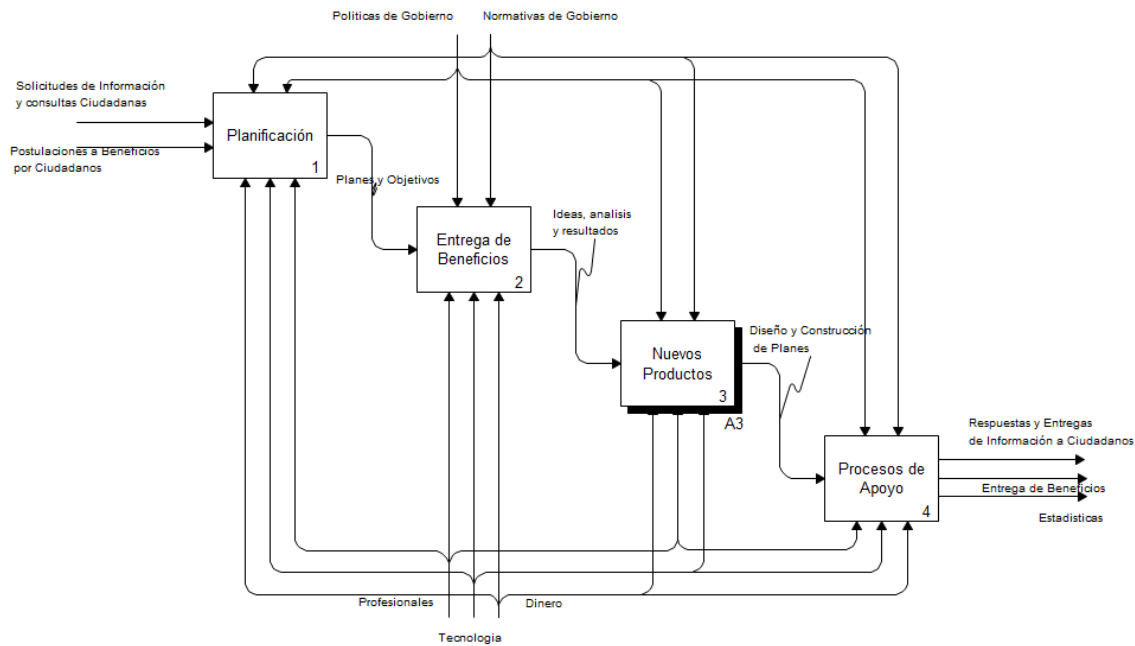 Politicas de Gobierno
Normativas de Gobierno
Solicitudes de Información
y consultas Ciudadanas
Postulaciones a Beneficios
por Ciudadanos
Planificación
1
Planes y Objetivos
Entrega de
Beneficios
2
Ideas, analisis
y resultados
Nuevos
Productos
3
A3
Diseño y Construcción
de Planes
Procesos de
Apoyo
4
Respuestas y Entregas
de Información a Ciudadanos
Entrega de Beneficios
Estadisticas
Profesionales
Dinero
Tecnologia